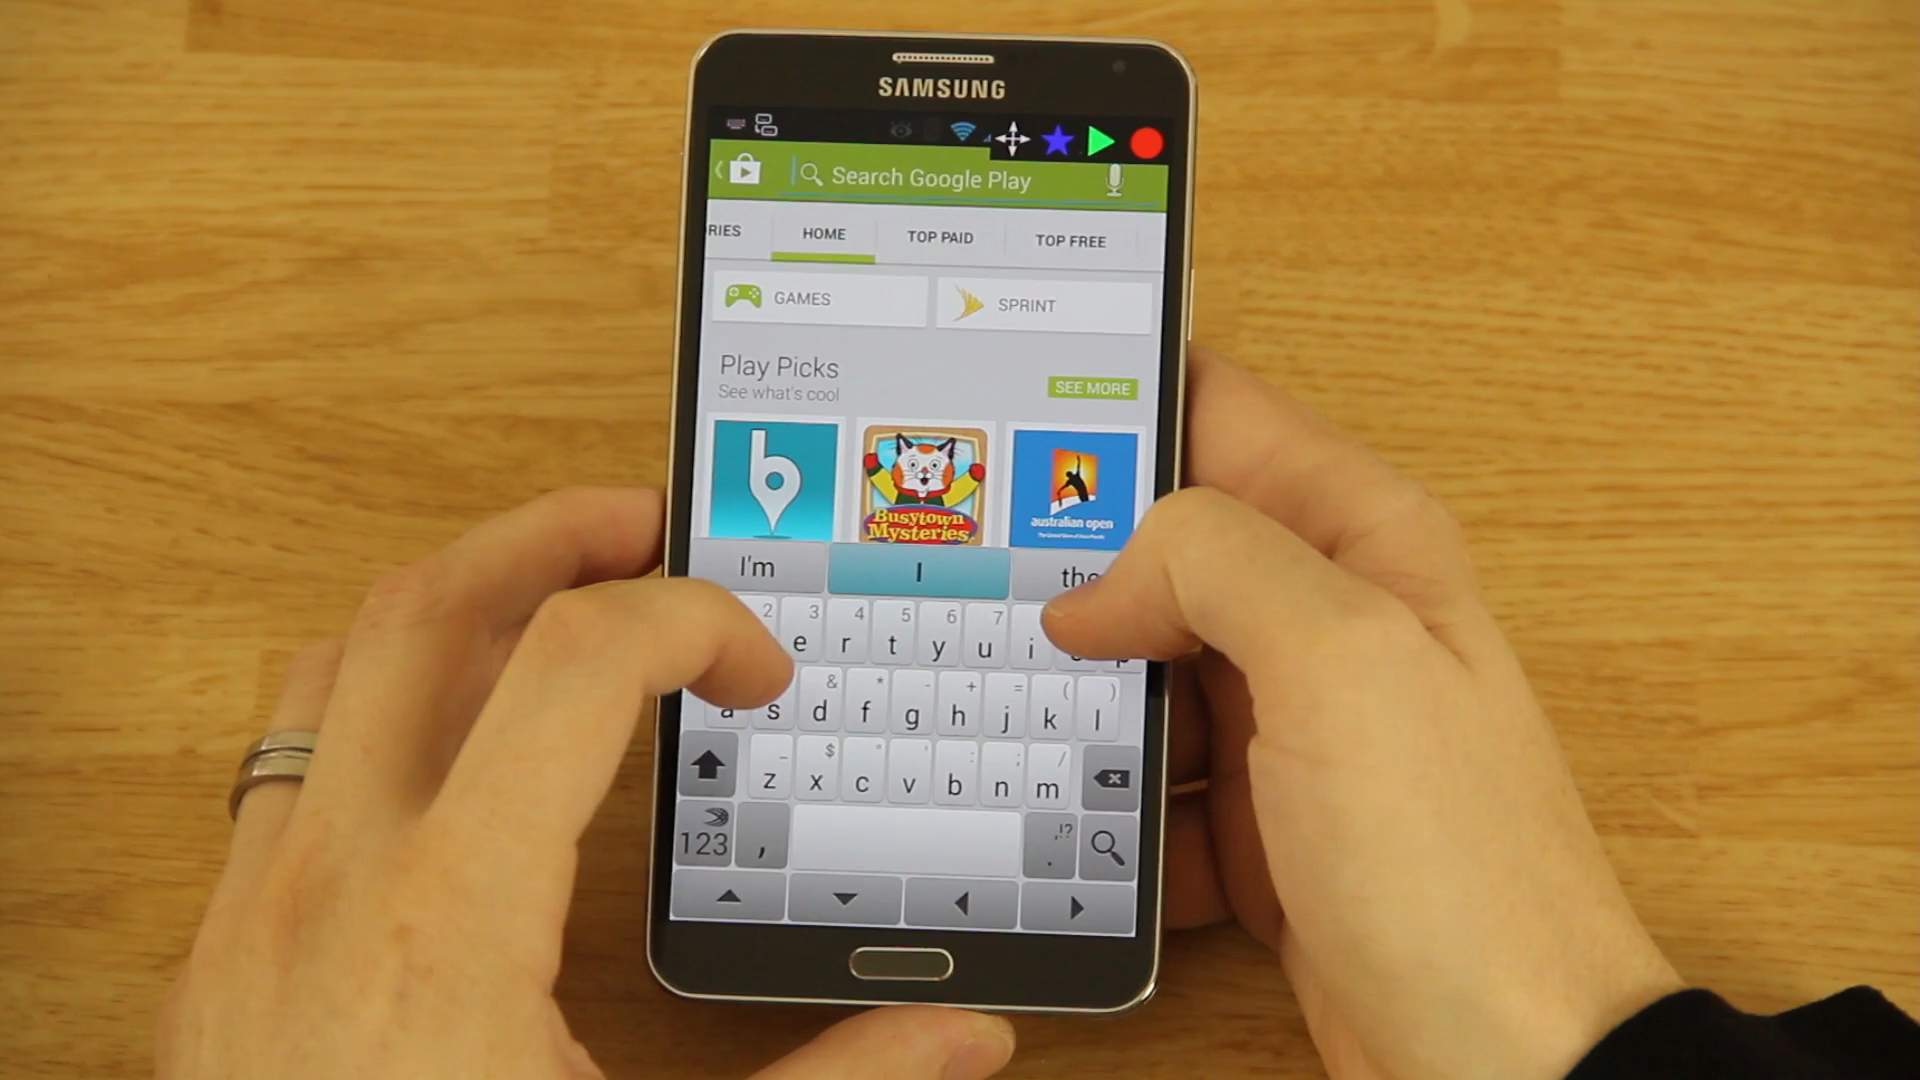 SAMSUNG
Search Google Play
RIES HOME TOP PAID TOP FREE
GAMES SPRINT
Play Picks
See what's cool
SEE MORE
b
Busytown
Mysteries
australian open
I'm I the
2 3 4 5 6 7
e r t y u i p
& * - + = ( )
a s d f g h j k l
_ $ " ' : ; /
z x c v b n m
123 , ,!? .